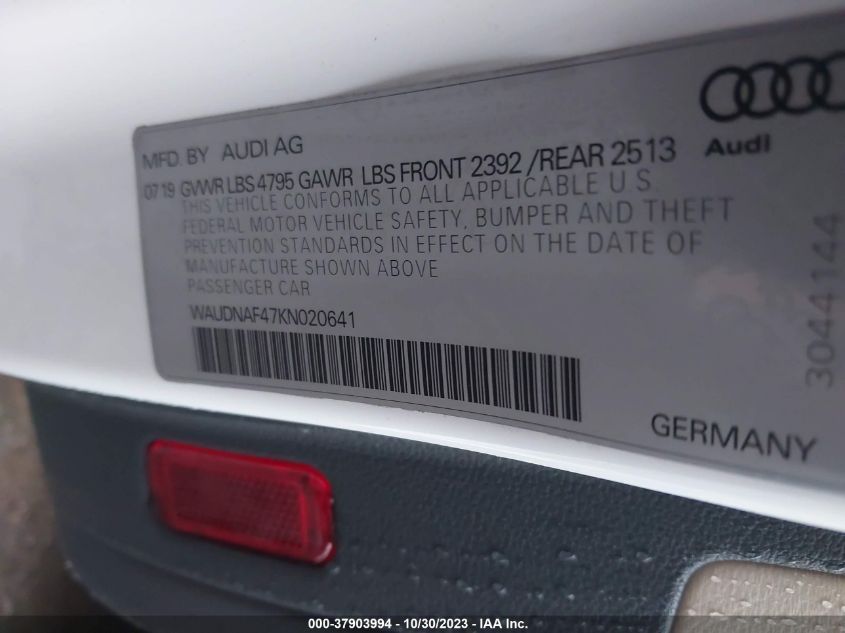 MFD. BY AUDI AG
Audi
07 19 GVWR LBS 4795 GAWR LBS FRONT 2392 /REAR 2513
THIS VEHICLE CONFORMS TO ALL APPLICABLE U S
FEDERAL MOTOR VEHICLE SAFETY, BUMPER AND THEFT
PREVENTION STANDARDS IN EFFECT ON THE DATE OF
MANUFACTURE SHOWN ABOVE
PASSENGER CAR
WAUDNAF47KN020641
3044144
GERMANY
000-37903994 - 10/30/2023 - IAA Inc.